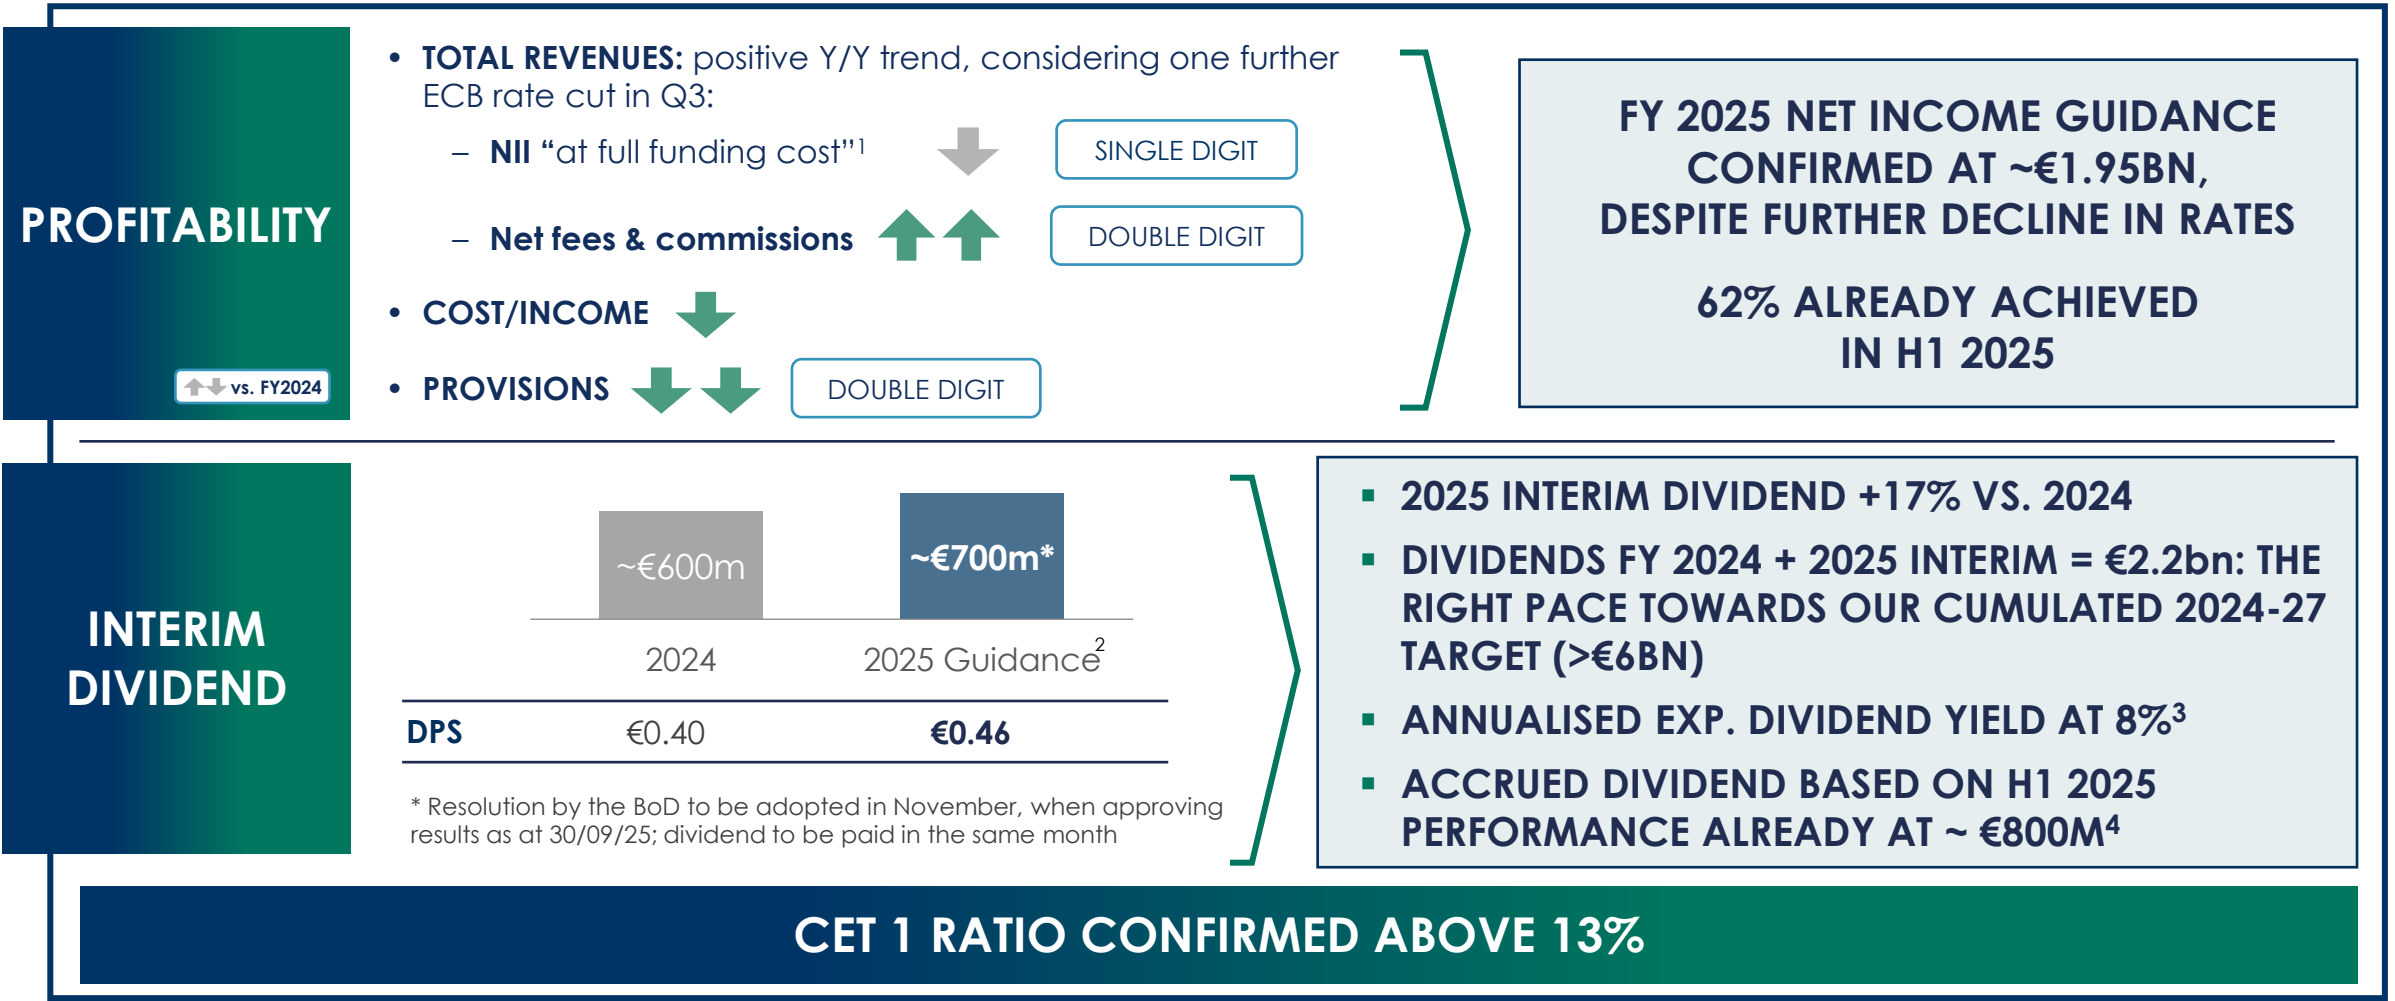 PROFITABILITY
vs. FY2024
• TOTAL REVENUES: positive Y/Y trend, considering one further
ECB rate cut in Q3:
– NII “at full funding cost”¹
SINGLE DIGIT
– Net fees & commissions
DOUBLE DIGIT
• COST/INCOME
• PROVISIONS
DOUBLE DIGIT
FY 2025 NET INCOME GUIDANCE
CONFIRMED AT ~€1.95BN,
DESPITE FURTHER DECLINE IN RATES
62% ALREADY ACHIEVED
IN H1 2025
INTERIM
DIVIDEND
~€600m
~€700m*
2024
2025 Guidance²
DPS €0.40 €0.46
* Resolution by the BoD to be adopted in November, when approving
results as at 30/09/25; dividend to be paid in the same month
▪ 2025 INTERIM DIVIDEND +17% VS. 2024
▪ DIVIDENDS FY 2024 + 2025 INTERIM = €2.2bn: THE
RIGHT PACE TOWARDS OUR CUMULATED 2024-27
TARGET (>€6BN)
▪ ANNUALISED EXP. DIVIDEND YIELD AT 8%³
▪ ACCRUED DIVIDEND BASED ON H1 2025
PERFORMANCE ALREADY AT ~ €800M⁴
CET 1 RATIO CONFIRMED ABOVE 13%